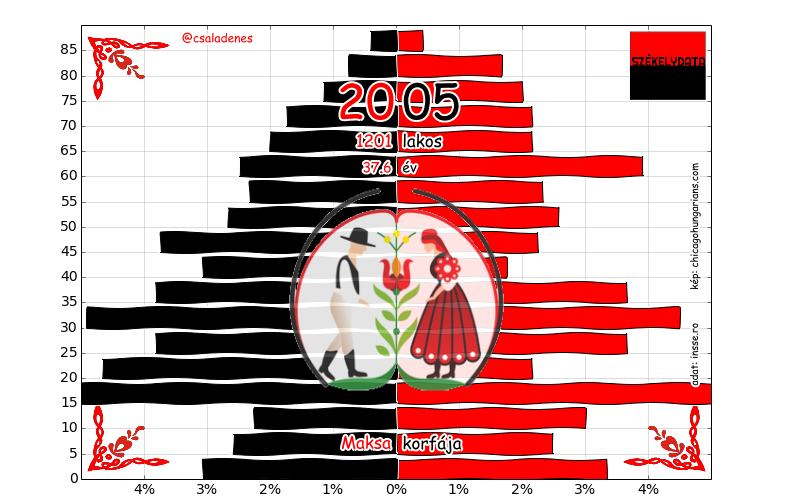 @csaladenes
SZÉKELYDATA
2005
1201 lakos
37.6 év
kép: chicagohungarians.com
adat: insse.ro
Maksa korfája
85
80
75
70
65
60
55
50
45
40
35
30
25
20
15
10
5
0
4% 3% 2% 1% 0% 1% 2% 3% 4%